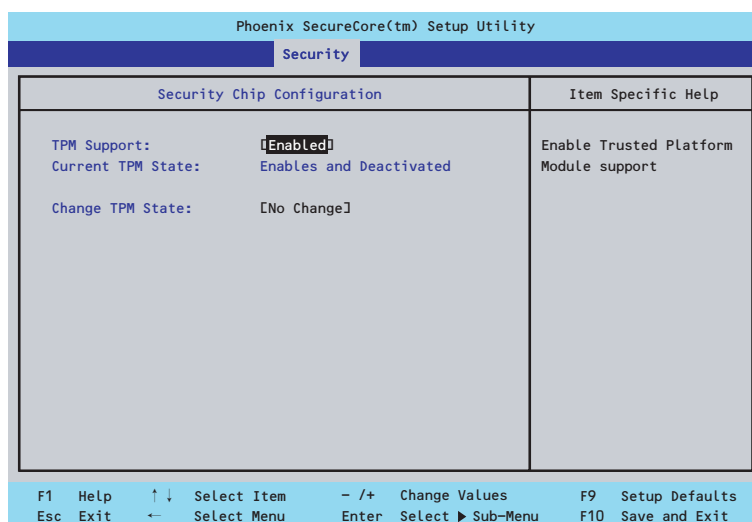 Phoenix SecureCore(tm) Setup Utility
Security
Security Chip Configuration
Item Specific Help
TPM Support: [Enabled]
Current TPM State: Enables and Deactivated
Change TPM State: [No Change]
Enable Trusted Platform
Module support
F1 Help ↑↓ Select Item - /+ Change Values F9 Setup Defaults
Esc Exit ← Select Menu Enter Select ▶ Sub-Menu F10 Save and Exit